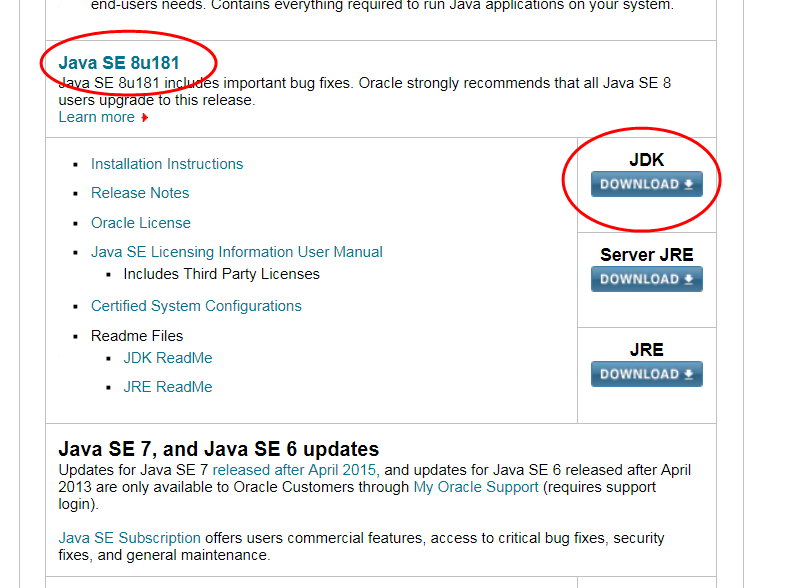 end-users needs. Contains everything required to run Java applications on your system.
Java SE 8u181
Java SE 8u181 includes important bug fixes. Oracle strongly recommends that all Java SE 8
users upgrade to this release.
Learn more
Installation Instructions
Release Notes
Oracle License
Java SE Licensing Information User Manual
Includes Third Party Licenses
Certified System Configurations
Readme Files
JDK ReadMe
JRE ReadMe
JDK
DOWNLOAD
Server JRE
DOWNLOAD
JRE
DOWNLOAD
Java SE 7, and Java SE 6 updates
Updates for Java SE 7 released after April 2015, and updates for Java SE 6 released after April
2013 are only available to Oracle Customers through My Oracle Support (requires support
login).
Java SE Subscription offers users commercial features, access to critical bug fixes, security
fixes, and general maintenance.